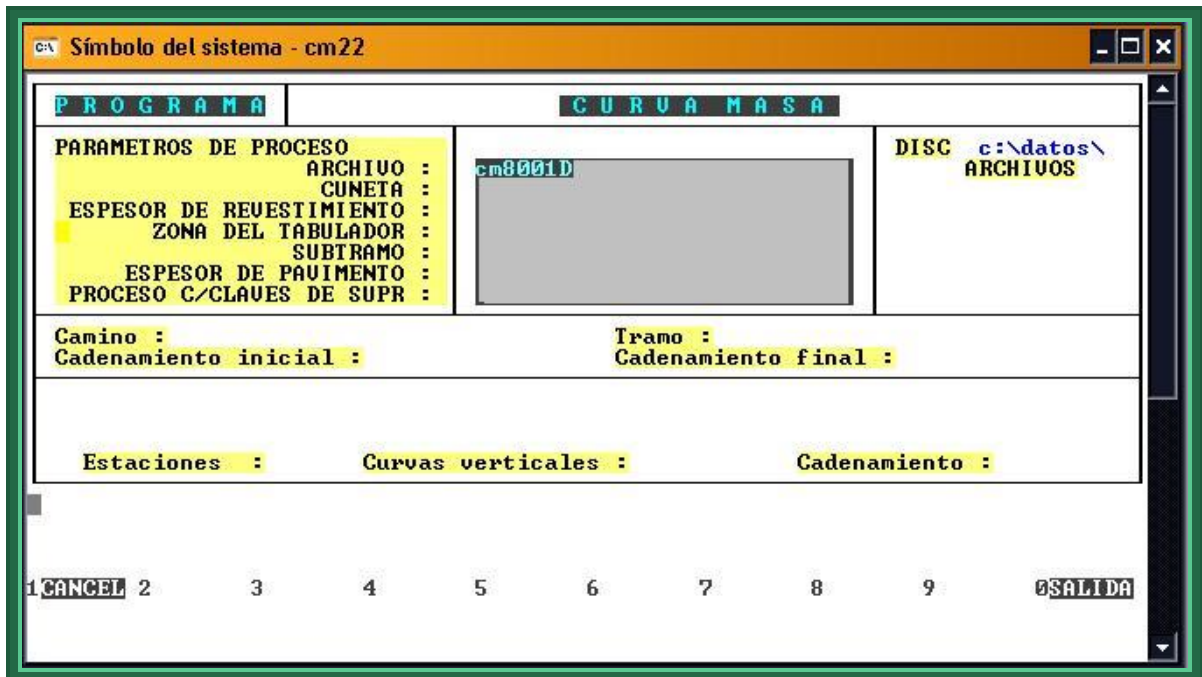 Símbolo del sistema - cm22
P R O G R A M A C U R V A M A S A
PARAMETROS DE PROCESO
ARCHIVO :
CUNETA :
ESPESOR DE REVESTIMIENTO :
ZONA DEL TABULADOR :
SUBTRAMO :
ESPESOR DE PAVIMENTO :
PROCESO C/CLAVES DE SUPR :
cm8001D
DISC c:\datos\
ARCHIVOS
Camino : Tramo :
Cadenamiento inicial : Cadenamiento final :
Estaciones : Curvas verticales : Cadenamiento :
1CANCEL 2 3 4 5 6 7 8 9 0SALIDA